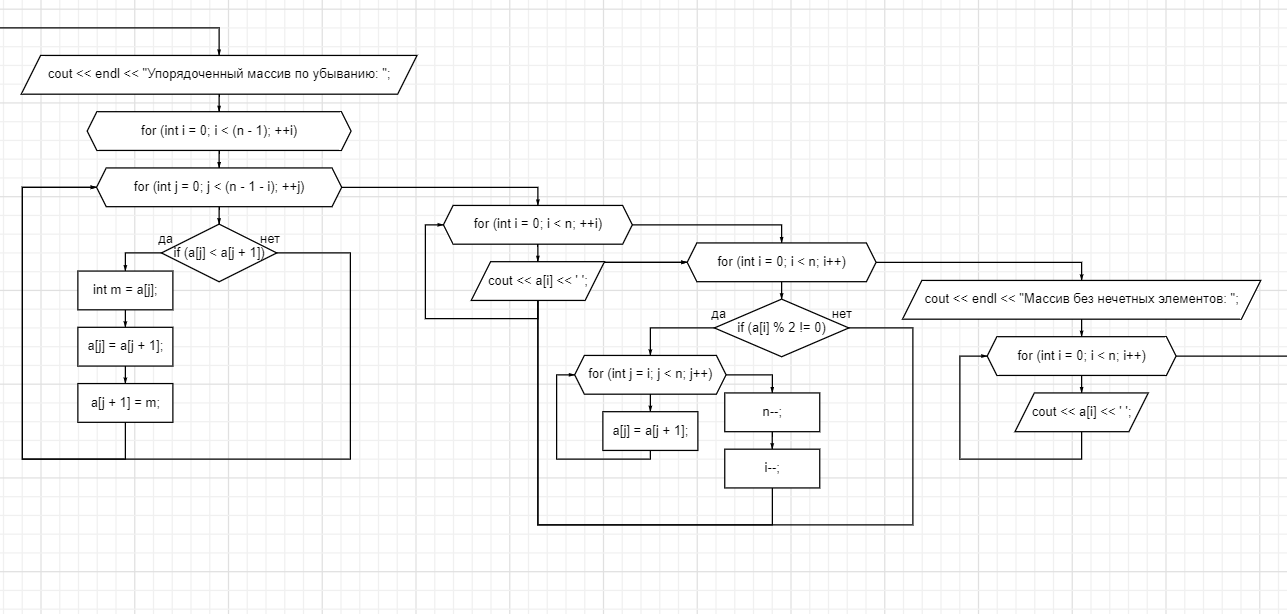 cout << endl << "Упорядоченный массив по убыванию: ";
for (int i = 0; i < (n - 1); ++i)
for (int j = 0; j < (n - 1 - i); ++j)
да
нет
if (a[j] < a[j + 1])
int m = a[j];
a[j] = a[j + 1];
a[j + 1] = m;
for (int i = 0; i < n; ++i)
cout << a[i] << ' ';
for (int i = 0; i < n; i++)
да
нет
if (a[i] % 2 != 0)
for (int j = i; j < n; j++)
a[j] = a[j + 1];
n--;
i--;
cout << endl << "Массив без нечетных элементов: ";
for (int i = 0; i < n; i++)
cout << a[i] << ' ';